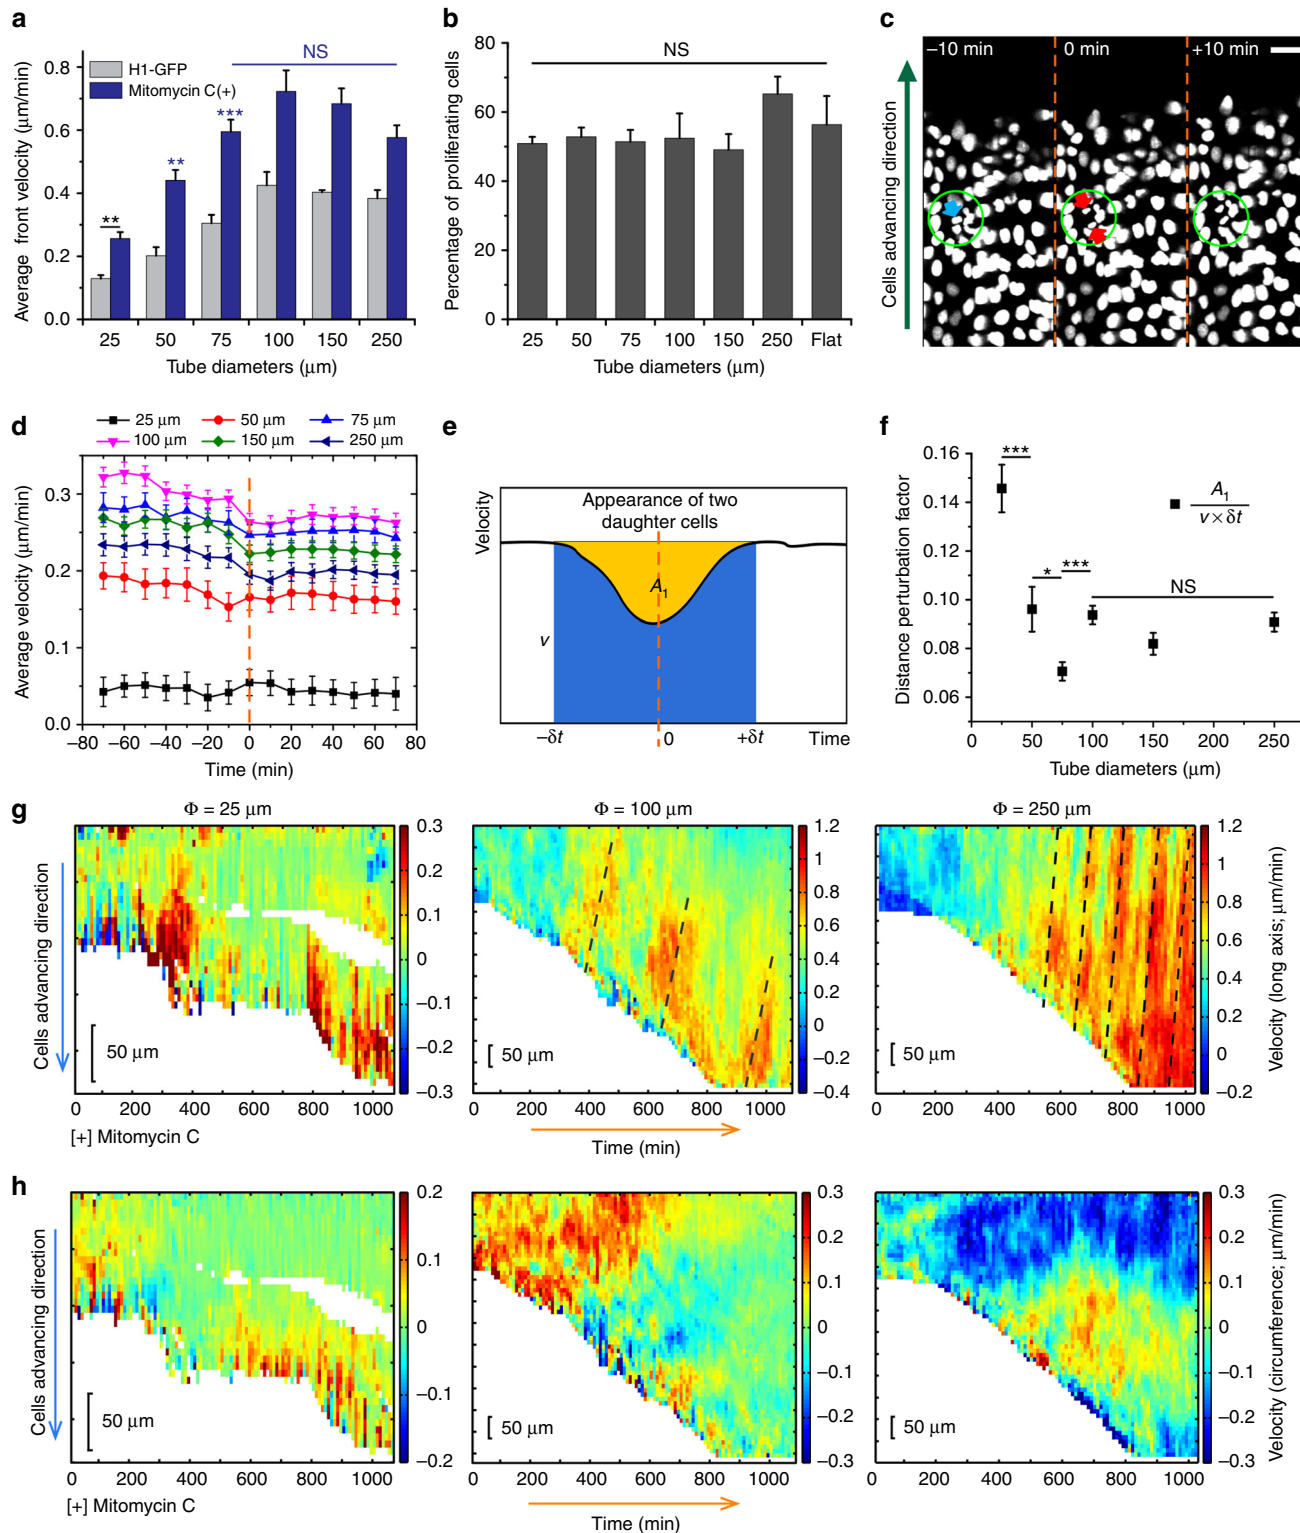 a
NS
H1-GFP
Mitomycin C(+)
**
**
***
0.8
0.6
0.4
0.2
0.0
Average front velocity (μm/min)
25 50 75 100 150 250
Tube diameters (μm)
b
NS
80
60
40
20
0
Percentage of proliferating cells
25 50 75 100 150 250 Flat
Tube diameters (μm)
c
–10 min 0 min +10 min
Cells advancing direction
d
25 μm 50 μm 75 μm
100 μm 150 μm 250 μm
0.3
0.2
0.1
0.0
Average velocity (μm/min)
–80 –60 –40 –20 0 20 40 60 80
Time (min)
e
Velocity
Appearance of two
daughter cells
A1
v
–δt 0 +δt Time
f
0.16
0.14
0.12
0.10
0.08
0.06
Distance perturbation factor
***
*
***
NS
A1
v × δt
0 50 100 150 200 250
Tube diameters (μm)
g
Φ = 25 μm
Cells advancing direction
50 μm
0.3
0.2
0.1
0
–0.1
–0.2
–0.3
0 200 400 600 800 1000
[+] Mitomycin C
Φ = 100 μm
50 μm
1.2
1
0.8
0.6
0.4
0.2
0
–0.2
–0.4
0 200 400 600 800 1000
Time (min)
Φ = 250 μm
50 μm
1.2
1
0.8
0.6
0.4
0.2
0
–0.2
Velocity (long axis; μm/min)
0 200 400 600 800 1000
h
Cells advancing direction
50 μm
0.2
0.1
0
–0.1
–0.2
0 200 400 600 800 1000
[+] Mitomycin C
50 μm
0.3
0.2
0.1
0
–0.1
–0.2
–0.3
0 200 400 600 800 1000
Time (min)
50 μm
0.3
0.2
0.1
0
–0.1
–0.2
–0.3
Velocity (circumference; μm/min)
0 200 400 600 800 1000